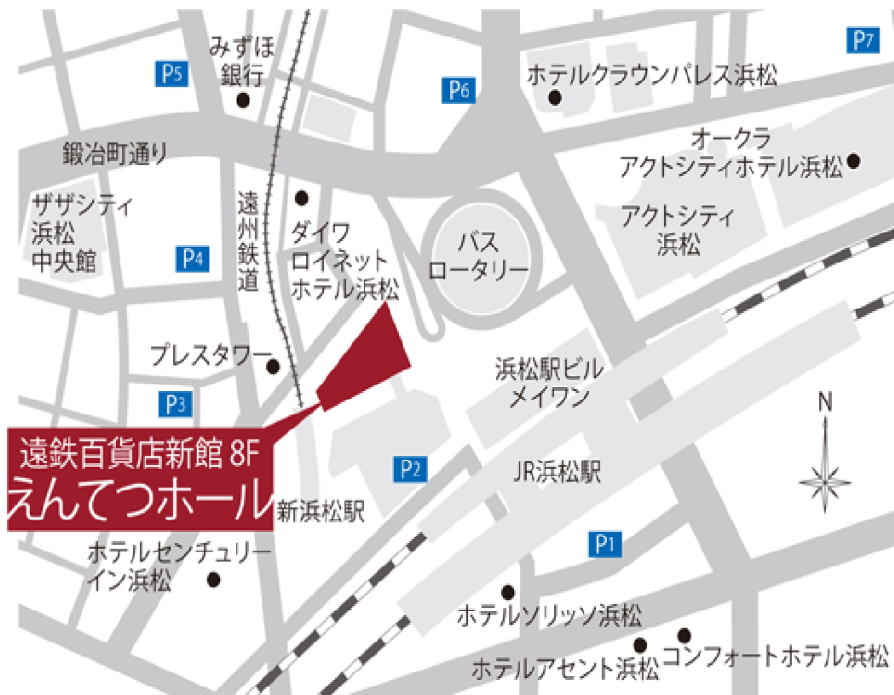 みずほ
銀行
P5
P6
P7
ホテルクラウンパレス浜松
鍛冶町通り
オークラ
アクトシティホテル浜松
ザザシティ
浜松
中央館
遠州鉄道
ダイワ
ロイネット
ホテル浜松
バス
ロータリー
アクトシティ
浜松
P4
プレスタワー
浜松駅ビル
メイワン
P3
N
遠鉄百貨店新館 8F
えんてつホール
P2
JR浜松駅
新浜松駅
P1
ホテルセンチュリー
イン浜松
ホテルソリッソ浜松
ホテルアセント浜松
コンフォートホテル浜松